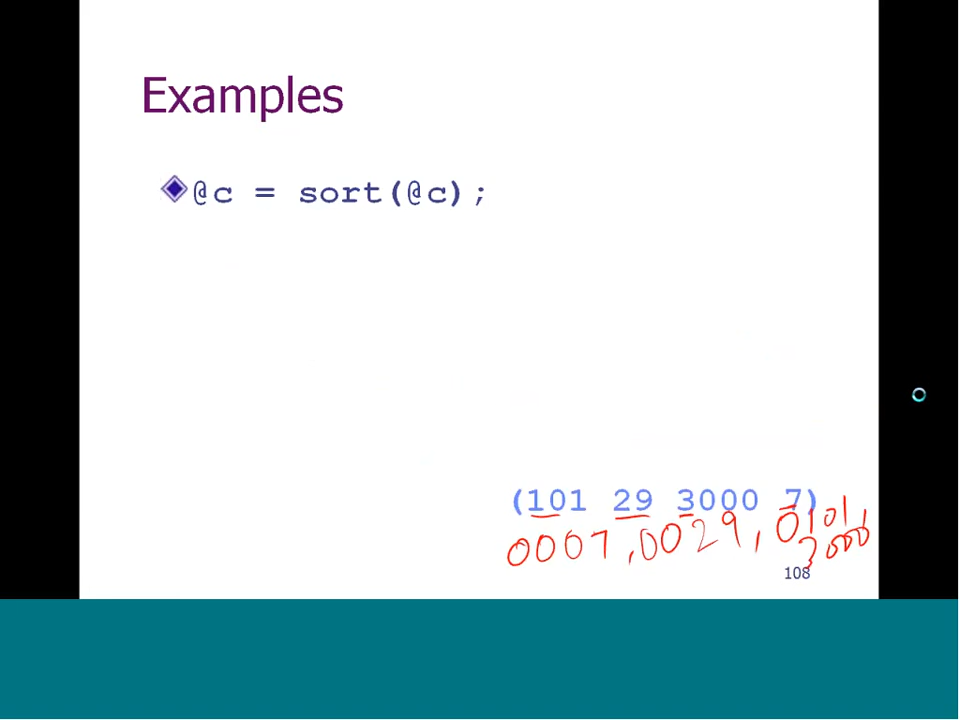 Examples
@c = sort(@c);
(101 29 3000 7)
0007, 0029, 0101,
3000
108